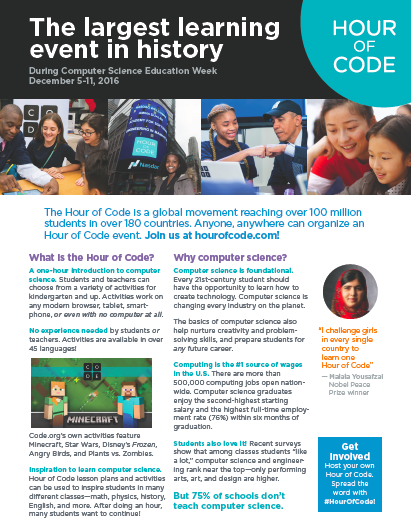 The largest learning
event in history
During Computer Science Education Week
December 5-11, 2016
HOUR
OF
CODE
C O
D E
HOUR
OF
CODE
Nasdaq
The Hour of Code is a global movement reaching over 100 million
students in over 180 countries. Anyone, anywhere can organize an
Hour of Code event. Join us at hourofcode.com!
What is the Hour of Code?
A one-hour introduction to computer
science. Students and teachers can
choose from a variety of activities for
kindergarten and up. Activities work on
any modern browser, tablet, smart-
phone, or even with no computer at all.
No experience needed by students or
teachers. Activities are available in over
45 languages!
C O
D E
MINECRAFT
Code.org's own activities feature
Minecraft, Star Wars, Disney's Frozen,
Angry Birds, and Plants vs. Zombies.
Inspiration to learn computer science.
Hour of Code lesson plans and activities
can be used to inspire students in many
different classes—math, physics, history,
English, and more. After doing an hour,
many students want to continue!
Why computer science?
Computer science is foundational.
Every 21st-century student should
have the opportunity to learn how to
create technology. Computer science is
changing every industry on the planet.
The basics of computer science also
help nurture creativity and problem-
solving skills, and prepare students for
any future career.
Computing is the #1 source of wages
in the U.S. There are more than
500,000 computing jobs open nation-
wide. Computer science graduates
enjoy the second-highest starting
salary and the highest full-time employ-
ment rate (76%) within six months of
graduation.
Students also love it! Recent surveys
show that among classes students "like
a lot," computer science and engineer-
ing rank near the top—only performing
arts, art, and design are higher.
But 75% of schools don't
teach computer science.
"I challenge girls
in every single
country to
learn one
Hour of Code"
— Malala Yousafzai
Nobel Peace
Prize winner
Get
Involved
Host your own
Hour of Code.
Spread the
word with
#HourOfCode!